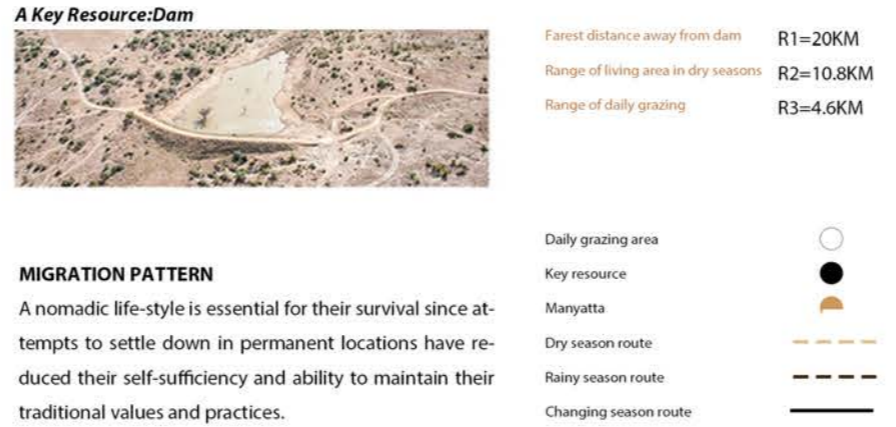 A Key Resource:Dam
Farest distance away from dam R1=20KM
Range of living area in dry seasons R2=10.8KM
Range of daily grazing R3=4.6KM
MIGRATION PATTERN
A nomadic life-style is essential for their survival since at-
tempts to settle down in permanent locations have re-
duced their self-sufficiency and ability to maintain their
traditional values and practices.
Daily grazing area
Key resource
Manyatta
Dry season route
Rainy season route
Changing season route